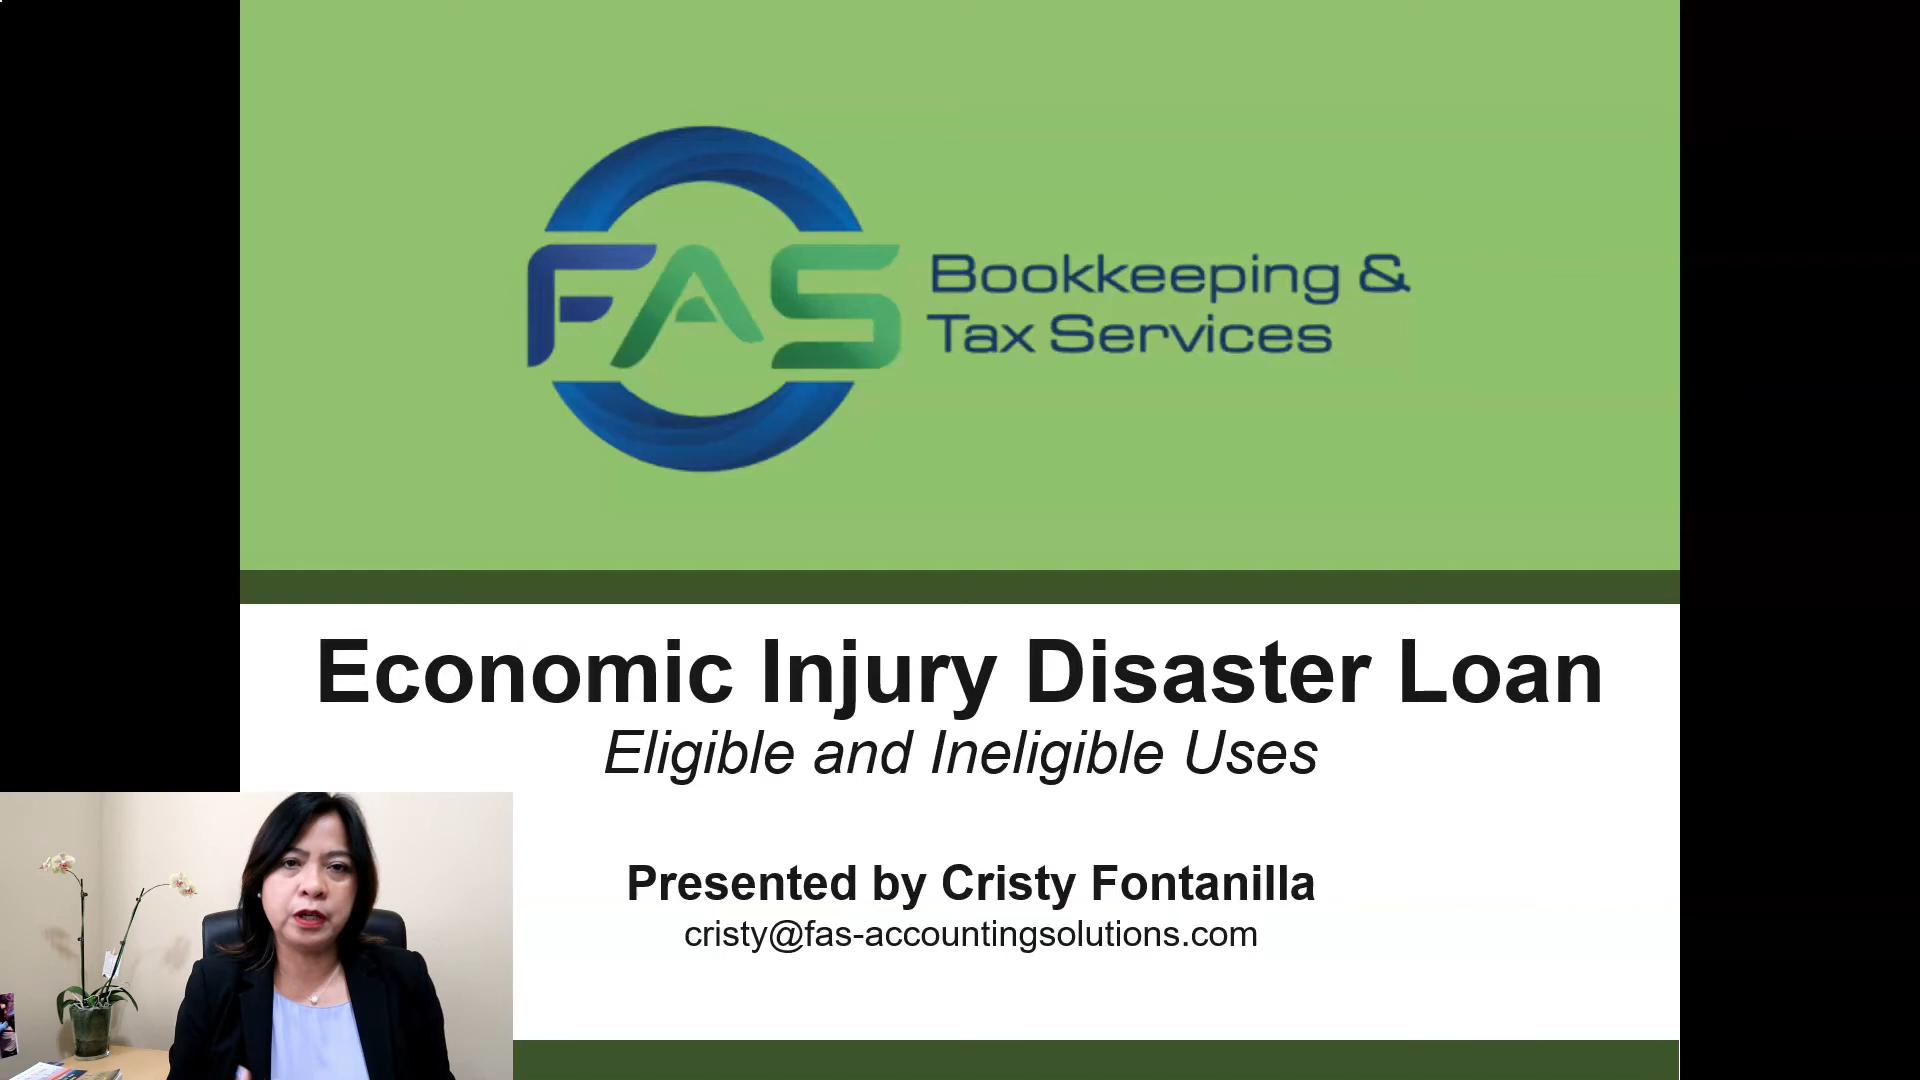 FAS
Bookkeeping &
Tax Services
Economic Injury Disaster Loan
Eligible and Ineligible Uses
Presented by Cristy Fontanilla
cristy@fas-accountingsolutions.com